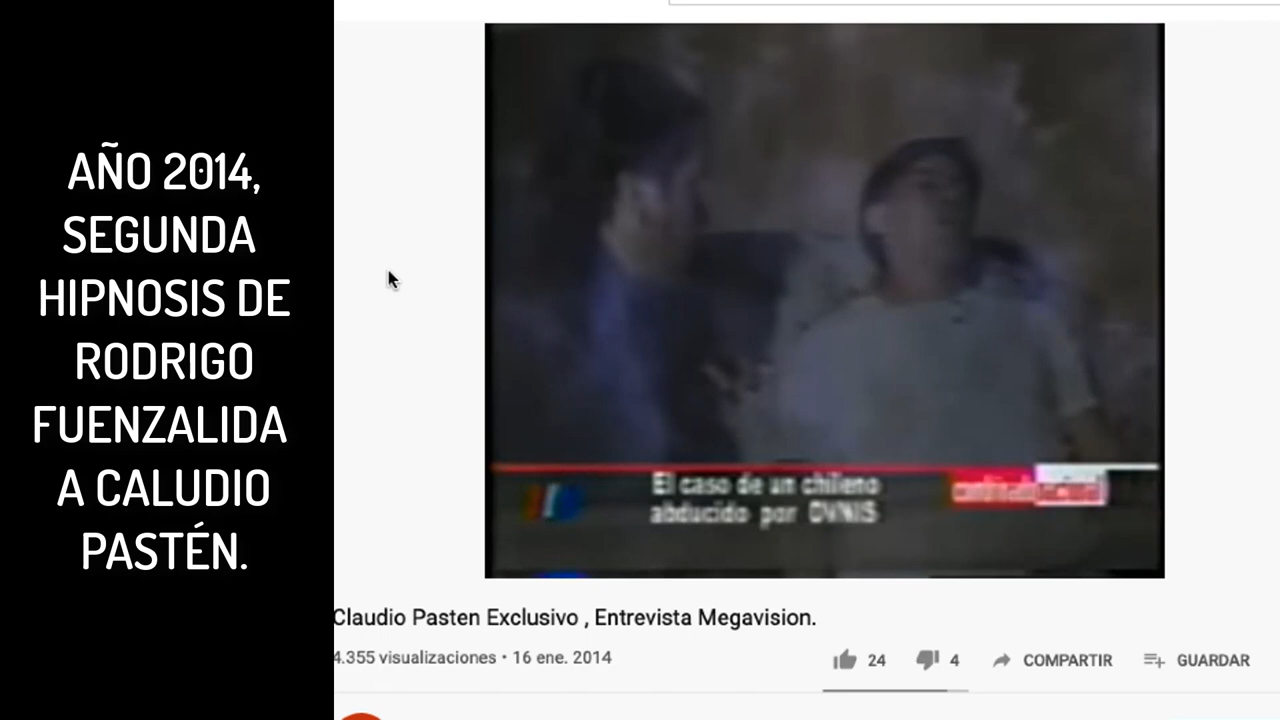 AÑO 2014,
SEGUNDA
HIPNOSIS DE
RODRIGO
FUENZALIDA
A CALUDIO
PASTÉN.
El caso de un chileno
abducido por OVNIS
Claudio Pasten Exclusivo , Entrevista Megavision.
4.355 visualizaciones • 16 ene. 2014
24
4
COMPARTIR
GUARDAR